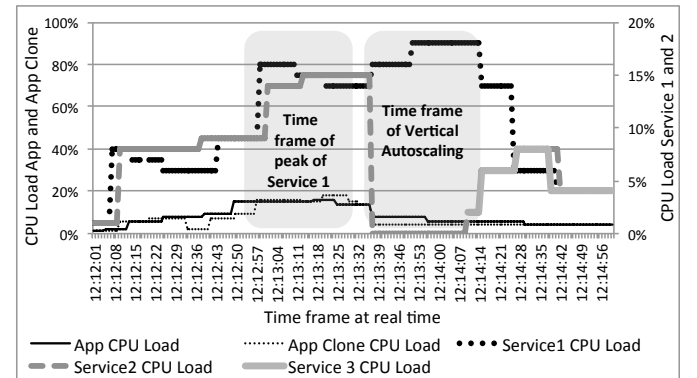 100%
80%
60%
40%
20%
0%
CPU Load App and App Clone
20%
15%
10%
5%
0%
CPU Load Service 1 and 2
Time
frame of
peak of
Service 1
Time frame
of Vertical
Autoscaling
12:12:01
12:12:08
12:12:15
12:12:22
12:12:29
12:12:36
12:12:43
12:12:50
12:12:57
12:13:04
12:13:11
12:13:18
12:13:25
12:13:32
12:13:39
12:13:46
12:13:53
12:14:00
12:14:07
12:14:14
12:14:21
12:14:28
12:14:35
12:14:42
12:14:49
12:14:56
Time frame at real time
App CPU Load
App Clone CPU Load
Service1 CPU Load
Service2 CPU Load
Service 3 CPU Load